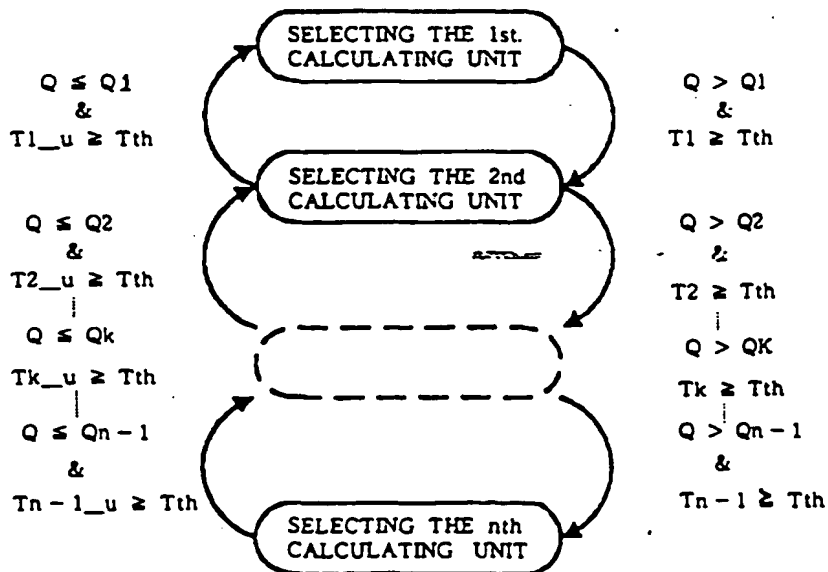 SELECTING THE 1st.
CALCULATING UNIT
Q ≦ Q1
&
T1_u ≧ Tth
Q > Q1
&
T1 ≧ Tth
SELECTING THE 2nd
CALCULATING UNIT
Q ≦ Q2
&
T2_u ≧ Tth
Q ≦ Qk
Tk_u ≧ Tth
Q ≦ Qn-1
&
Tn-1_u ≧ Tth
Q > Q2
&
T2 ≧ Tth
Q > QK
Tk ≧ Tth
Q > Qn-1
&
Tn-1 ≧ Tth
SELECTING THE nth
CALCULATING UNIT